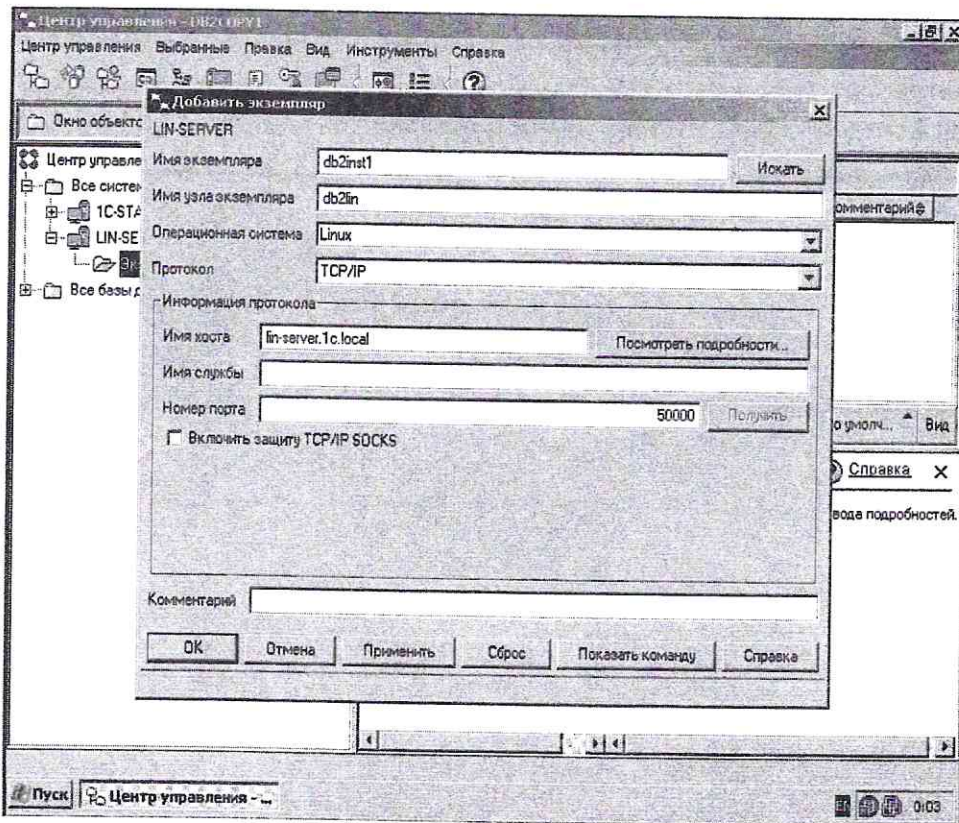 Центр управления - DB2COPY1
Центр управления Выбранные Правка Вид Инструменты Справка
Окно объекто
Добавить экземпляр
LIN-SERVER
Имя экземпляра db2inst1 Искать
Имя узла экземпляра db2lin
Операционная система Linux
Протокол TCP/IP
Информация протокола
Имя хоста lin-server.1c.local Посмотреть подробности...
Имя службы
Номер порта 50000 Получить
Включить защиту TCP/IP SOCKS
Комментарий
OK Отмена Применить Сброс Показать команду Справка
Центр управле
Все систем
1C-STA
LIN-SE
Эк
Все базы д
омментарий
о умолч... Вид
Справка
вода подробностей.
Пуск Центр управления - ...
0:03